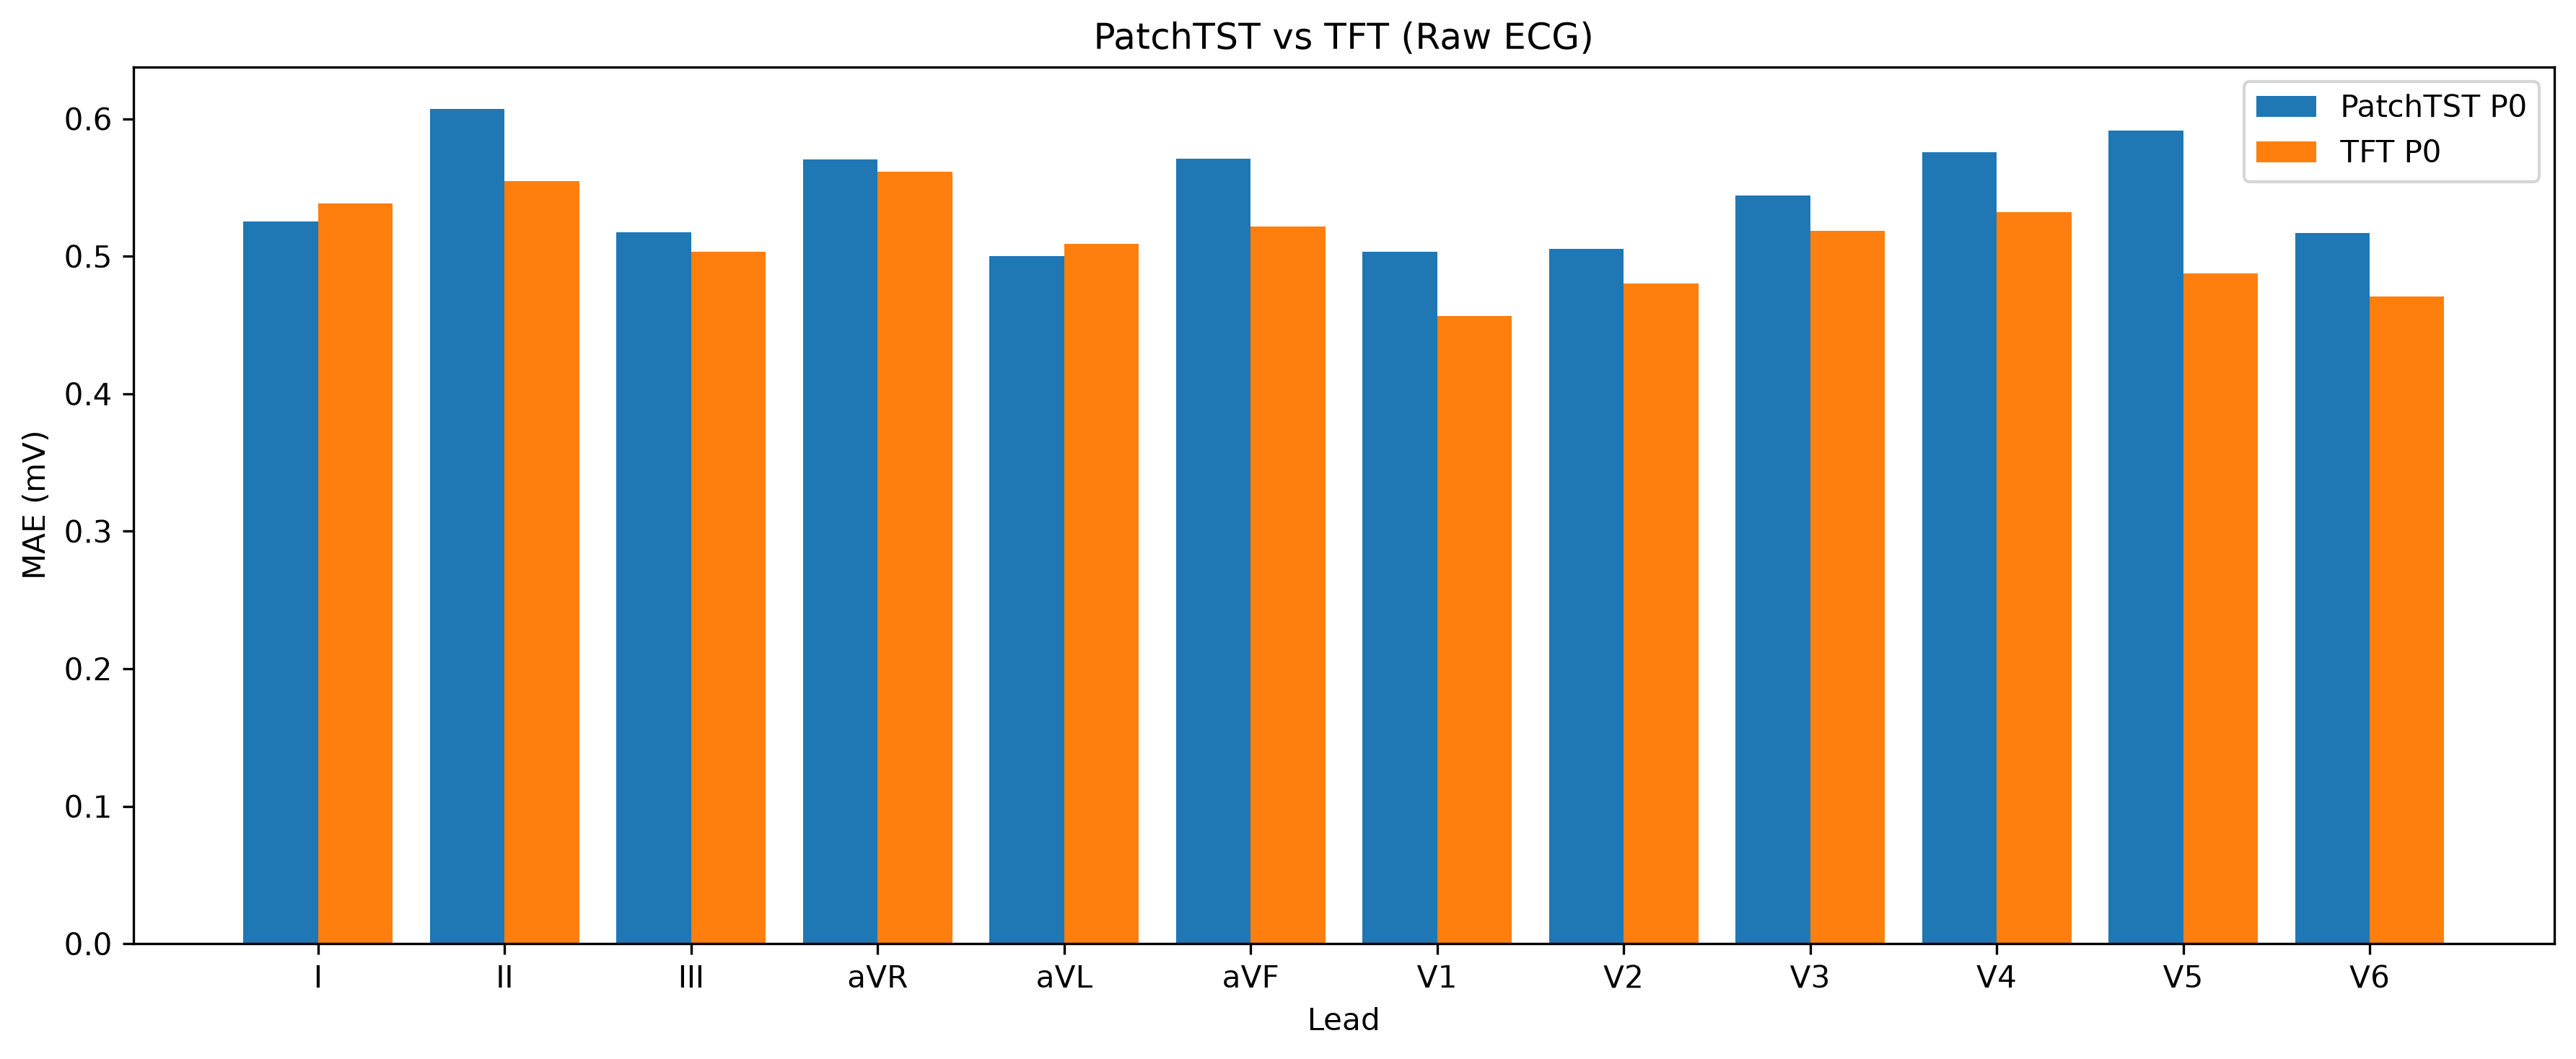 PatchTST vs TFT (Raw ECG)
PatchTST P0
TFT P0
MAE (mV)
0.6
0.5
0.4
0.3
0.2
0.1
0.0
I II III aVR aVL aVF V1 V2 V3 V4 V5 V6
Lead